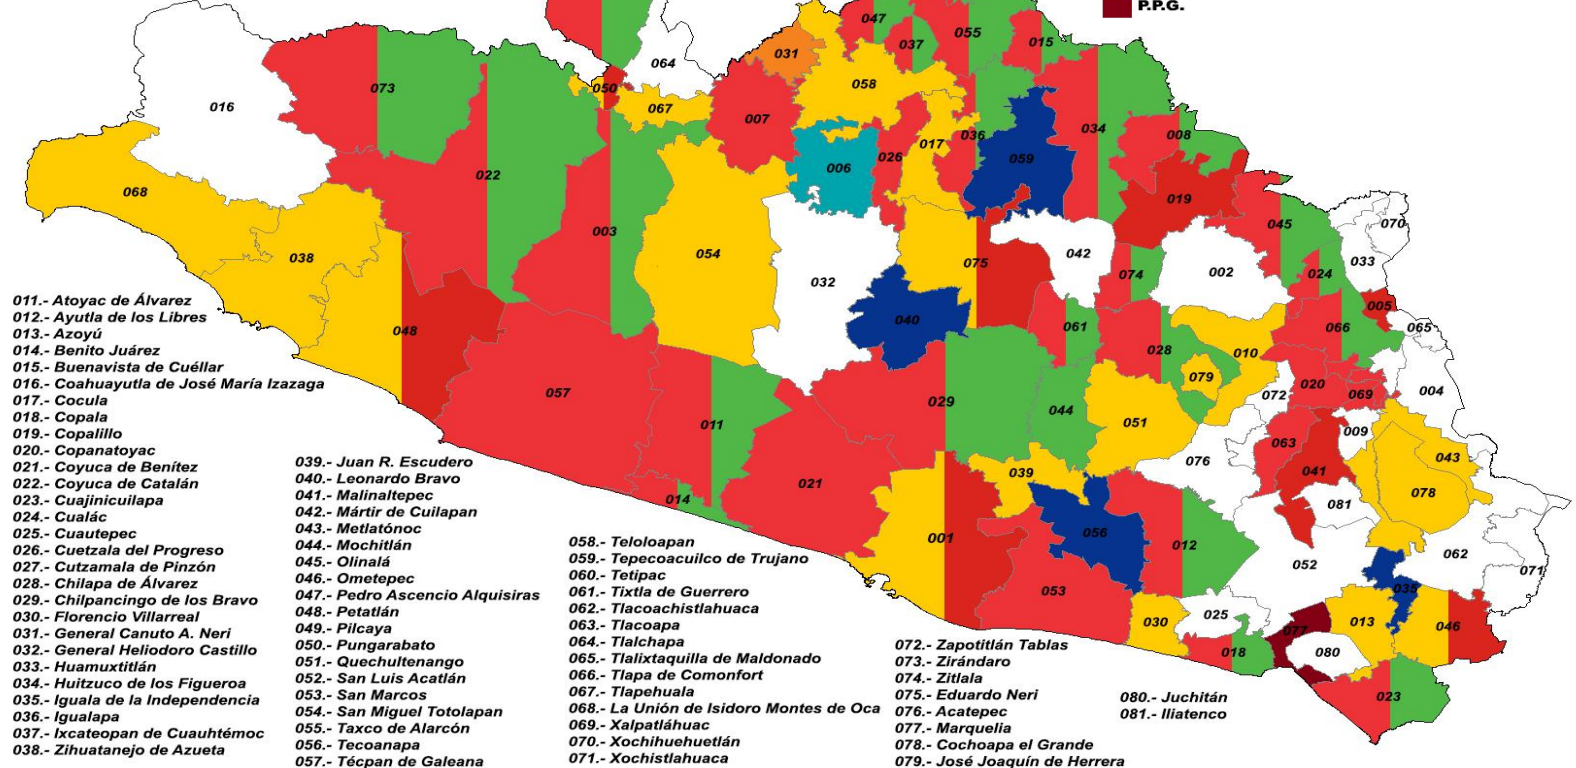 P.P.G.
047
055
015
037
031
064
058
073
050
067
016
007
036
034
008
026
017
059
006
068
022
019
003
045
070
038
054
032
075
042
002
033
024
074
005
040
048
061
066
065
028
010
079
020
004
072
069
057
029
044
051
011
009
063
041
043
076
039
021
014
078
081
001
056
012
052
062
071
053
035
030
025
077
013
046
018
080
023
011.- Atoyac de Álvarez
012.- Ayutla de los Libres
013.- Azoyú
014.- Benito Juárez
015.- Buenavista de Cuéllar
016.- Coahuayutla de José María Izazaga
017.- Cocula
018.- Copala
019.- Copalillo
020.- Copanatoyac
021.- Coyuca de Benítez
022.- Coyuca de Catalán
023.- Cuajinicuilapa
024.- Cualác
025.- Cuautepec
026.- Cuetzala del Progreso
027.- Cutzamala de Pinzón
028.- Chilapa de Álvarez
029.- Chilpancingo de los Bravo
030.- Florencio Villarreal
031.- General Canuto A. Neri
032.- General Heliodoro Castillo
033.- Huamuxtitlán
034.- Huitzuco de los Figueroa
035.- Iguala de la Independencia
036.- Igualapa
037.- Ixcateopan de Cuauhtémoc
038.- Zihuatanejo de Azueta
039.- Juan R. Escudero
040.- Leonardo Bravo
041.- Malinaltepec
042.- Mártir de Cuilapan
043.- Metlatónoc
044.- Mochitlán
045.- Olinalá
046.- Ometepec
047.- Pedro Ascencio Alquisiras
048.- Petatlán
049.- Pilcaya
050.- Pungarabato
051.- Quechultenango
052.- San Luis Acatlán
053.- San Marcos
054.- San Miguel Totolapan
055.- Taxco de Alarcón
056.- Tecoanapa
057.- Técpan de Galeana
058.- Teloloapan
059.- Tepecoacuilco de Trujano
060.- Tetipac
061.- Tixtla de Guerrero
062.- Tlacoachistlahuaca
063.- Tlacoapa
064.- Tlalchapa
065.- Tlalixtaquilla de Maldonado
066.- Tlapa de Comonfort
067.- Tlapehuala
068.- La Unión de Isidoro Montes de Oca
069.- Xalpatláhuac
070.- Xochihuehuetlán
071.- Xochistlahuaca
072.- Zapotitlán Tablas
073.- Zirándaro
074.- Zitlala
075.- Eduardo Neri
076.- Acatepec
077.- Marquelia
078.- Cochoapa el Grande
079.- José Joaquín de Herrera
080.- Juchitán
081.- Iliatenco